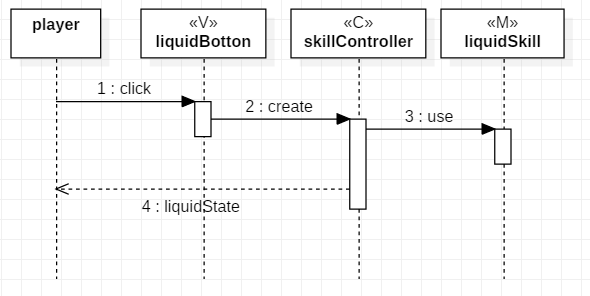 player
«V»
liquidBotton
«C»
skillController
«M»
liquidSkill
1 : click
2 : create
3 : use
4 : liquidState